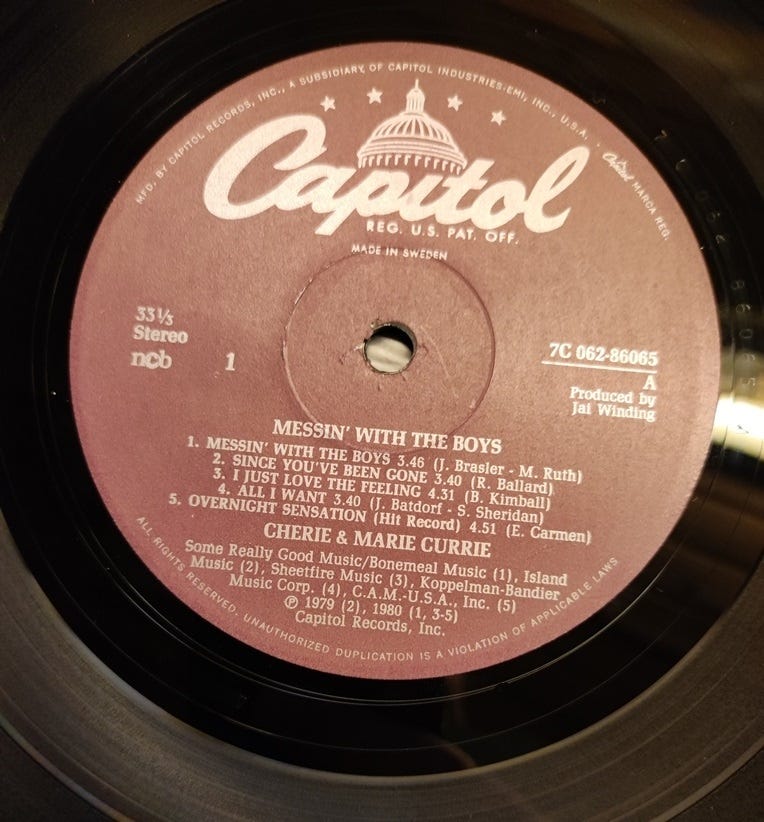 MFD. BY CAPITOL RECORDS, INC., A SUBSIDIARY OF CAPITOL INDUSTRIES-EMI, INC., U.S.A. · Capitol MARCA REG.
Capitol
REG. U.S. PAT. OFF.
MADE IN SWEDEN
33⅓
Stereo
ncb
1
7C 062-86065
A
Produced by
Jai Winding
MESSIN' WITH THE BOYS
1. MESSIN' WITH THE BOYS 3.46 (J. Brasler - M. Ruth)
2. SINCE YOU'VE BEEN GONE 3.40 (R. Ballard)
3. I JUST LOVE THE FEELING 4.31 (B. Kimball)
4. ALL I WANT 3.40 (J. Batdorf - S. Sheridan)
5. OVERNIGHT SENSATION (Hit Record) 4.51 (E. Carmen)
CHERIE & MARIE CURRIE
Some Really Good Music/Bonemeal Music (1), Island
Music (2), Sheetfire Music (3), Koppelman-Bandier
Music Corp. (4), C.A.M.-U.S.A., Inc. (5)
℗ 1979 (2), 1980 (1, 3-5)
Capitol Records, Inc.
ALL RIGHTS RESERVED. UNAUTHORIZED DUPLICATION IS A VIOLATION OF APPLICABLE LAWS